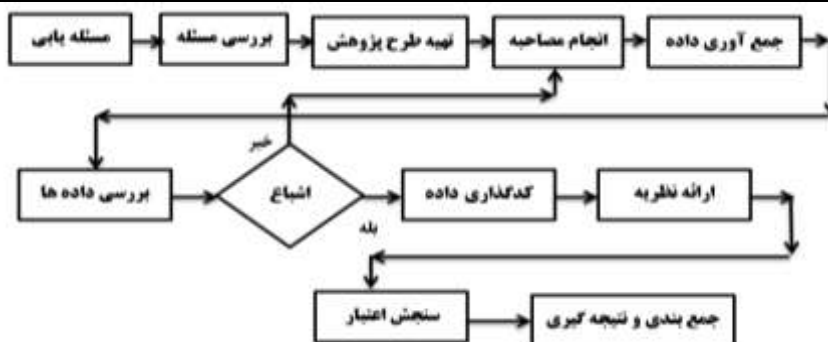 مسئله یابی
بررسی مسئله
تهیه طرح پژوهش
انجام مصاحبه
جمع آوری داده
بررسی داده ها
اشباع
خیر
بله
کدگذاری داده
ارائه نظریه
سنجش اعتبار
جمع بندی و نتیجه گیری